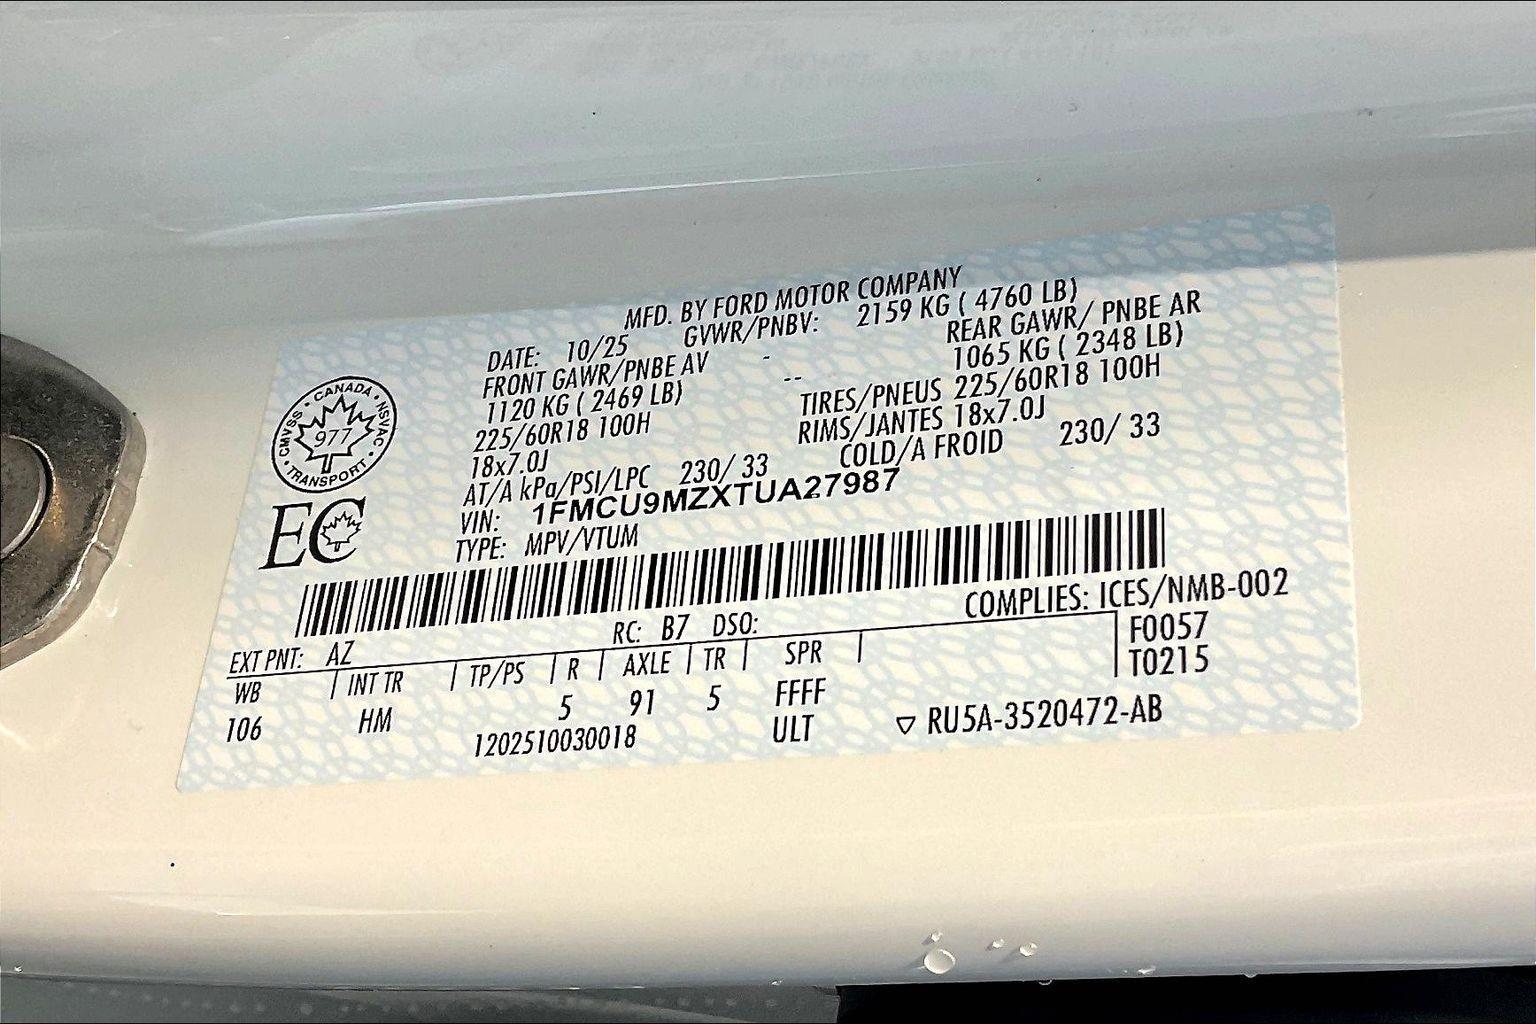 MFD. BY FORD MOTOR COMPANY
DATE: 10/25 GVWR/PNBV: 2159 KG ( 4760 LB)
FRONT GAWR/PNBE AV - REAR GAWR/ PNBE AR
1120 KG ( 2469 LB) -- 1065 KG ( 2348 LB)
225/60R18 100H TIRES/PNEUS 225/60R18 100H
18x7.0J RIMS/JANTES 18x7.0J
AT/A kPa/PSI/LPC 230/ 33 COLD/A FROID 230/ 33
VIN: 1FMCU9MZXTUA27987
TYPE: MPV/VTUM
CANADA • NSVAC • TRANSPORT • CMVSS •
977
EC
COMPLIES: ICES/NMB-002
EXT PNT: AZ RC: B7 DSO:
F0057
T0215
WB | INT TR | TP/PS | R | AXLE | TR | SPR |
106 HM 5 91 5 FFFF
1202510030018 ULT ▽ RU5A-3520472-AB